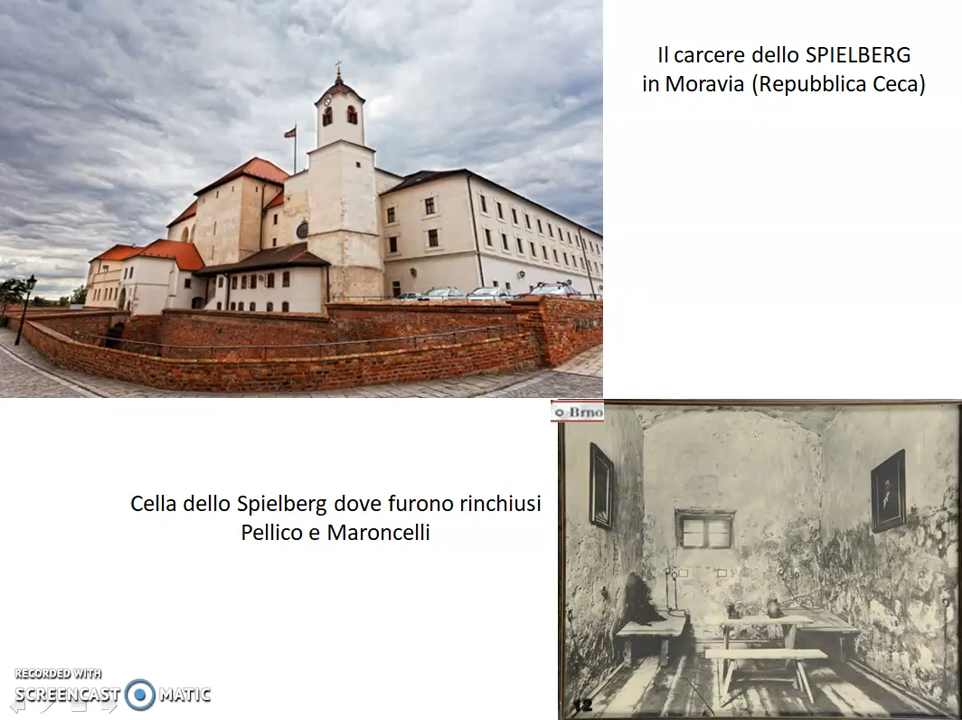 Il carcere dello SPIELBERG
in Moravia (Repubblica Ceca)
o Brno
Cella dello Spielberg dove furono rinchiusi
Pellico e Maroncelli
RECORDED WITH
SCREENCAST MATIC
12